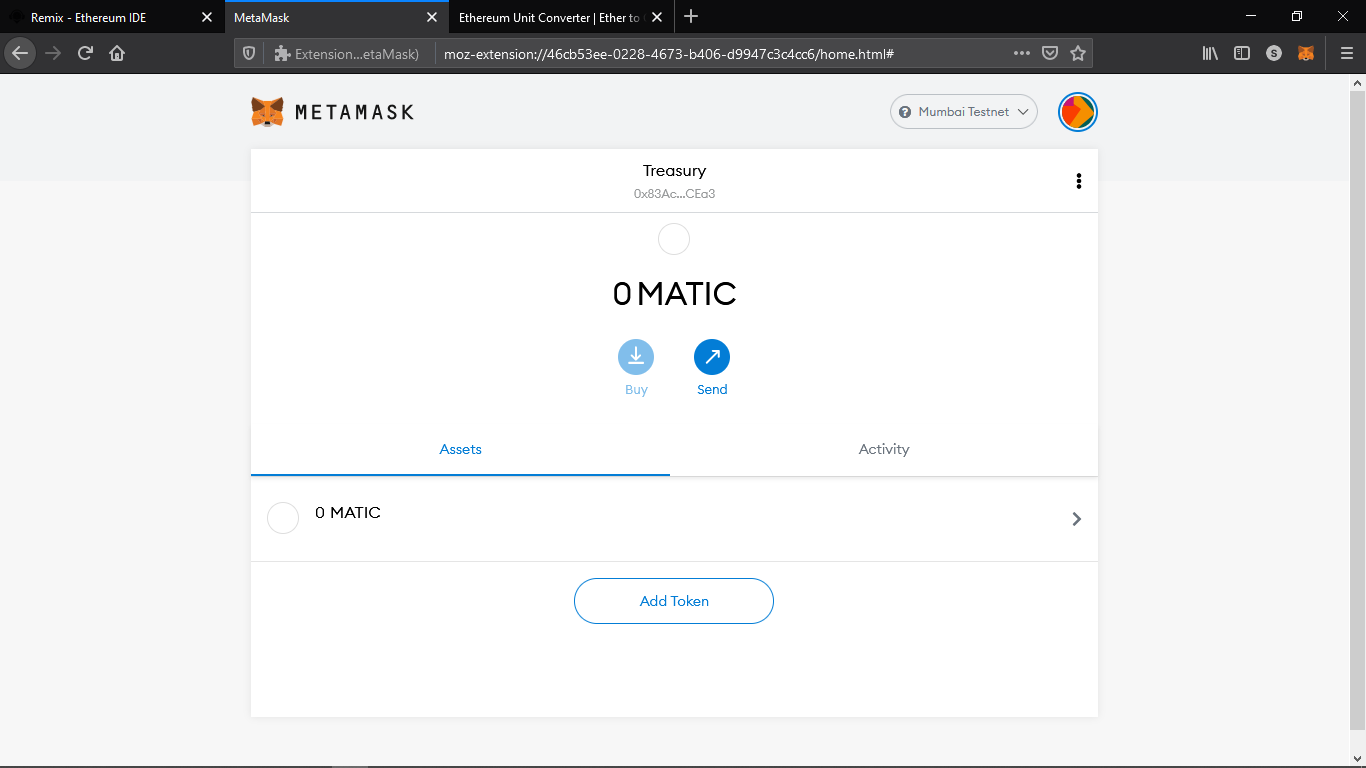 Remix - Ethereum IDE
MetaMask
Ethereum Unit Converter | Ether to
Extension...etaMask)
moz-extension://46cb53ee-0228-4673-b406-d9947c3c4cc6/home.html#
S
METAMASK
? Mumbai Testnet
Treasury
0x83Ac...CEa3
0 MATIC
Buy
Send
Assets
Activity
0 MATIC
Add Token